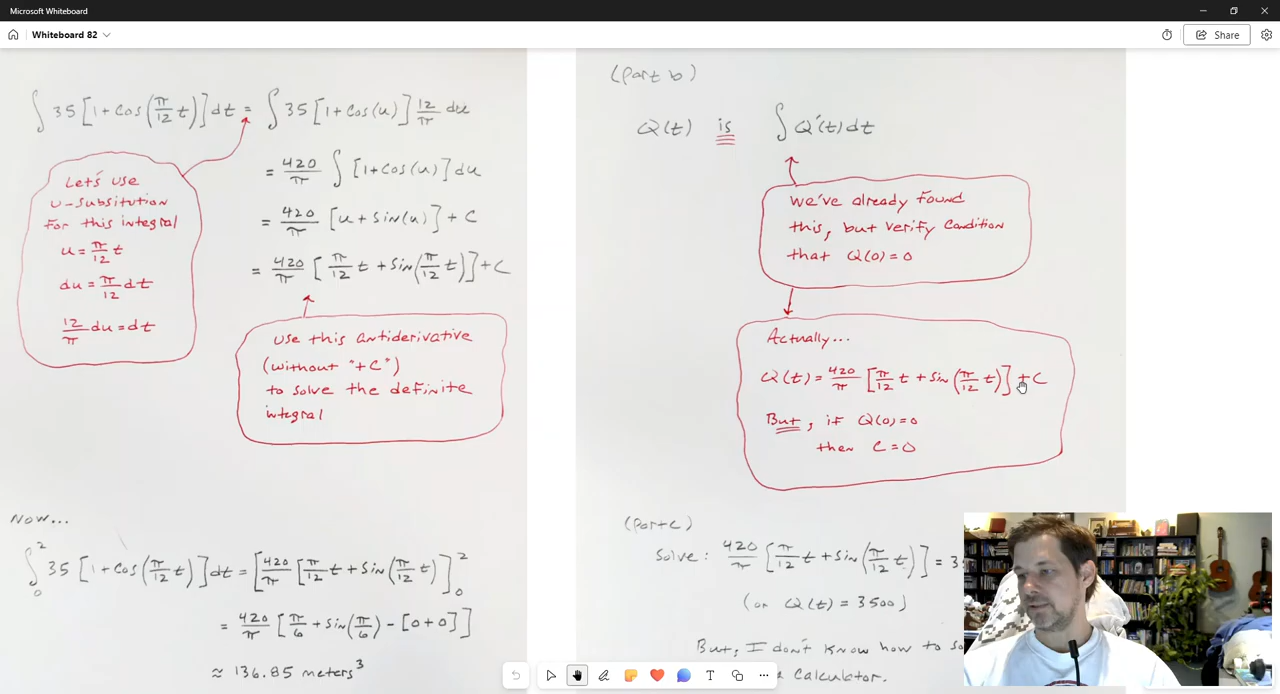 Microsoft Whiteboard
Whiteboard 82
Share
∫ 35 [1 + cos(π/12 t)] dt = ∫ 35 [1 + cos(u)] 12/π du
= 420/π ∫ [1 + cos(u)] du
= 420/π [u + sin(u)] + C
= 420/π [π/12 t + sin(π/12 t)] + C
Let's use
u-subsitution
for this integral
u = π/12 t
du = π/12 dt
12/π du = dt
Use this antiderivative
(without "+C")
to solve the definite
integral
Now...
∫₀² 35 [1 + cos(π/12 t)] dt = [420/π [π/12 t + sin(π/12 t)]]₀²
= 420/π [π/6 + sin(π/6) - [0+0]]
≈ 136.85 meters³
(Part b)
Q(t) is ∫ Q'(t) dt
We've already found
this, but verify condition
that Q(0) = 0
Actually...
Q(t) = 420/π [π/12 t + sin(π/12 t)] + C
But, if Q(0) = 0
then C = 0
(Part c)
Solve: 420/π [π/12 t + sin(π/12 t)] = 3
(or Q(t) = 3500)
But, I don't know how to so
Calculator.
T